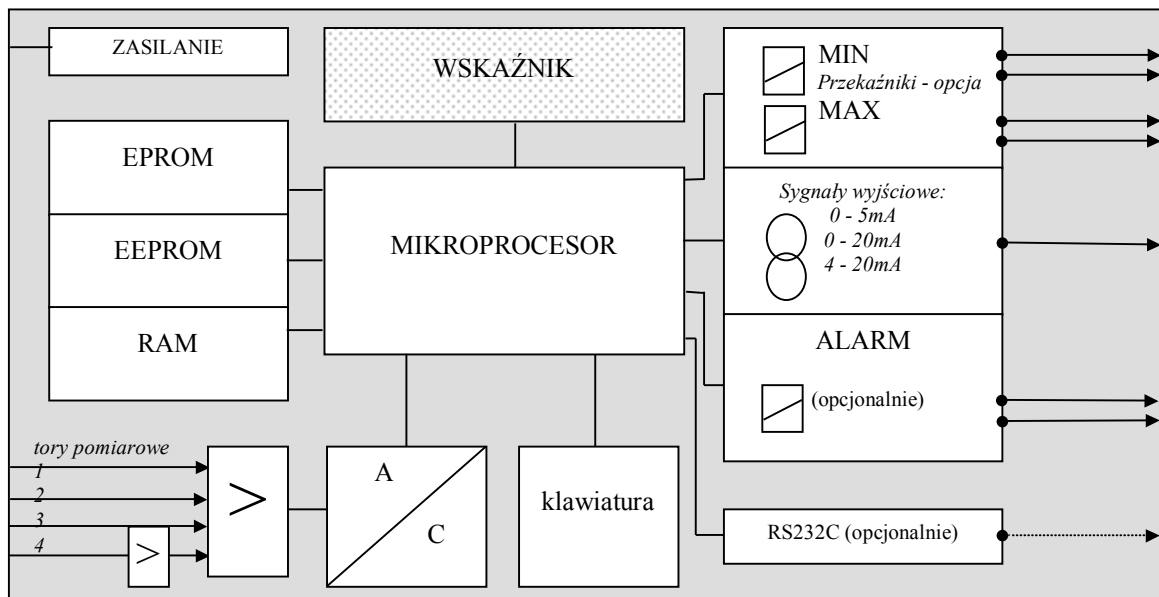 ZASILANIE
WSKAŹNIK
MIN
Przekaźniki - opcja
MAX
EPROM
EEPROM
RAM
MIKROPROCESOR
Sygnały wyjściowe:
0 - 5mA
0 - 20mA
4 - 20mA
ALARM
(opcjonalnie)
tory pomiarowe
1
2
3
4
>
>
A
C
klawiatura
RS232C (opcjonalnie)